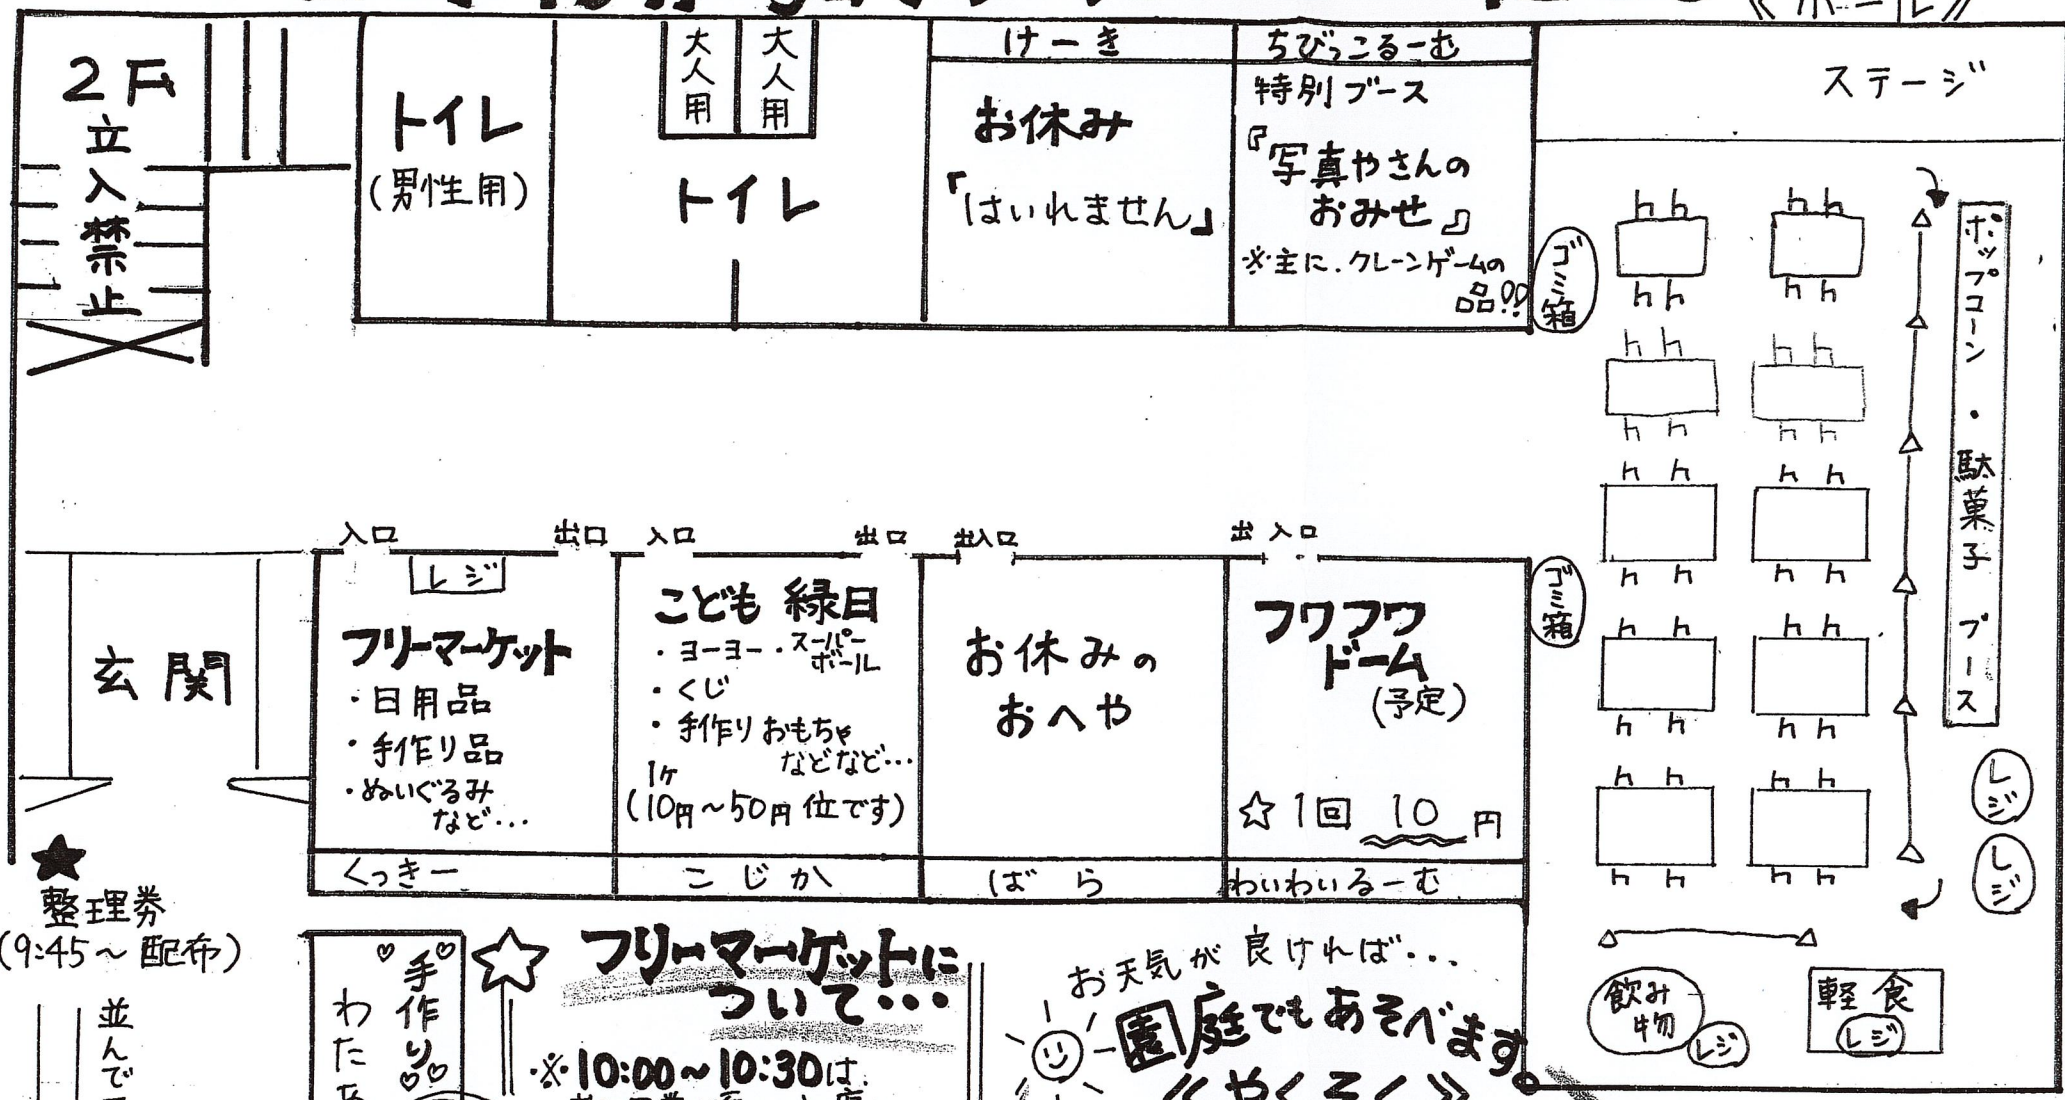 《ホール》
2F
立入禁止
トイレ
(男性用)
大人用
大人用
トイレ
けーき
お休み
『はいれません』
ちびっこるーむ
特別ブース
『写真やさんの
おみせ』
※主に、クレーンゲームの
品!!
ステージ
ゴミ箱
ポップコーン・駄菓子 ブース
入口
出口
入口
出口
出入口
出入口
玄関
レジ
フリーマーケット
・日用品
・手作り品
・ぬいぐるみ
など…
くっきー
こども 縁日
・ヨーヨー・スーパー
ボール
・くじ
・手作りおもちゃ
などなど…
1ヶ
(10円~50円位です)
こじか
お休みの
おへや
ばら
フワフワ
ドーム
(予定)
☆1回 10円
わいわいるーむ
ゴミ箱
レジ
レジ
★
整理券
(9:45~配布)
並んで
♡手作り♡
わたあ
☆フリーマーケットに
ついて…
※10:00~10:30は
お天気が良ければ...
園庭でもあそべます。
《やくそく》
飲み
物
レジ
軽食
レジ